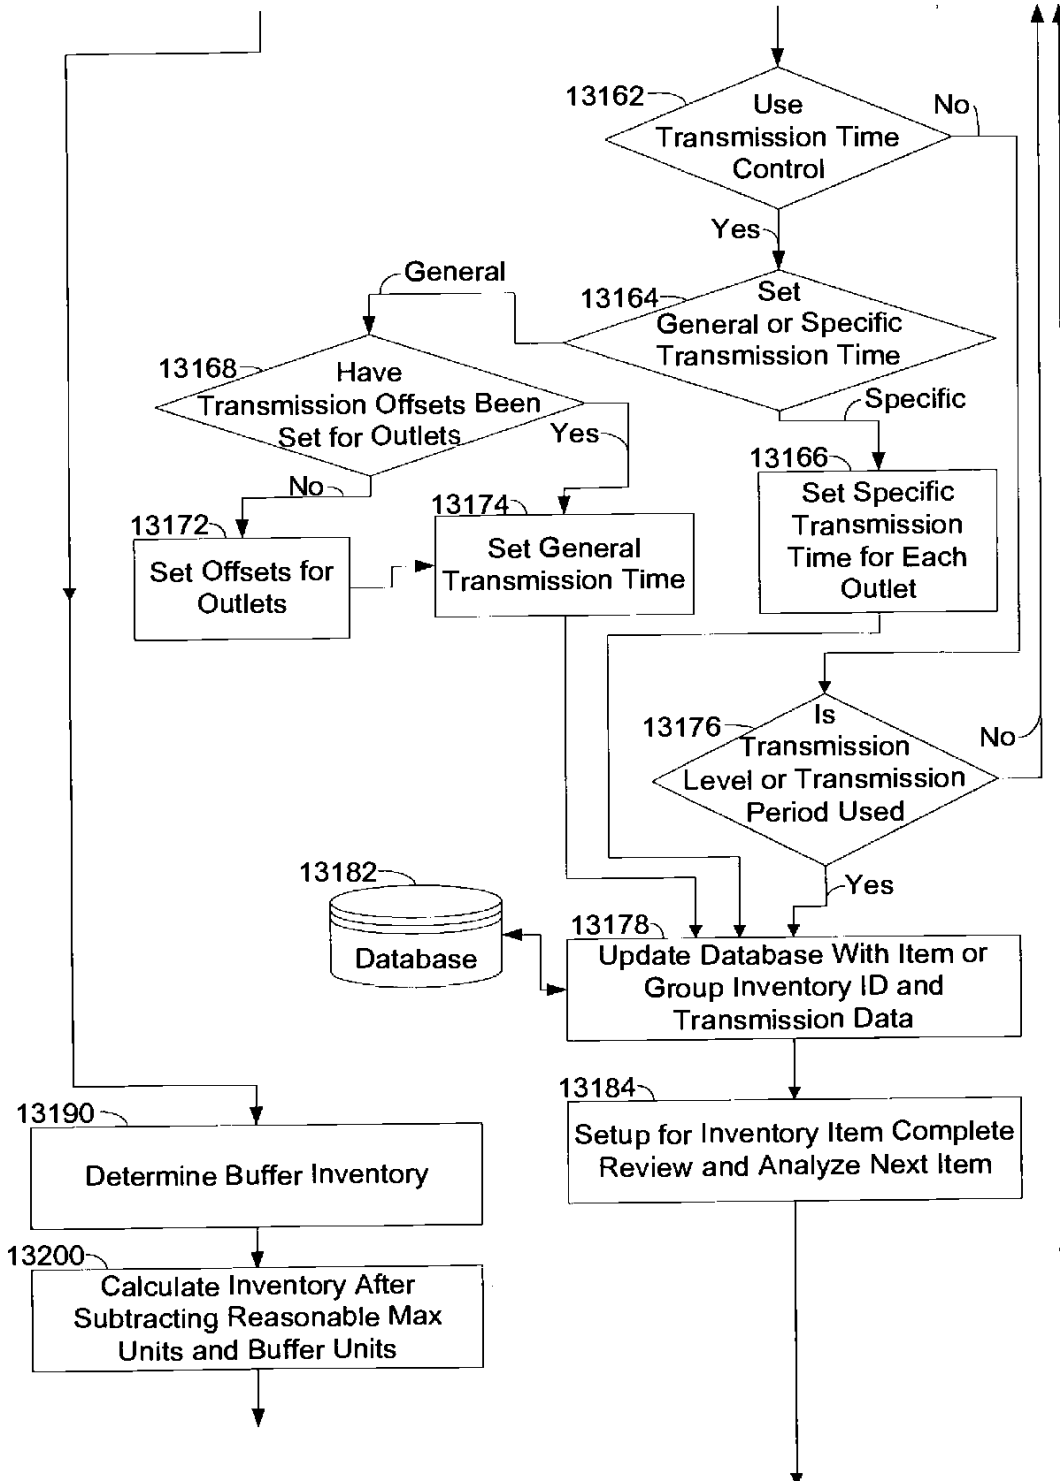 13162
Use
Transmission Time
Control
No
Yes
General
13164
Set
General or Specific
Transmission Time
13168
Have
Transmission Offsets Been
Set for Outlets
Yes
No
Specific
13166
Set Specific
Transmission
Time for Each
Outlet
13172
Set Offsets for
Outlets
13174
Set General
Transmission Time
13176
Is
Transmission
Level or Transmission
Period Used
No
Yes
13182
Database
13178
Update Database With Item or
Group Inventory ID and
Transmission Data
13184
Setup for Inventory Item Complete
Review and Analyze Next Item
13190
Determine Buffer Inventory
13200
Calculate Inventory After
Subtracting Reasonable Max
Units and Buffer Units